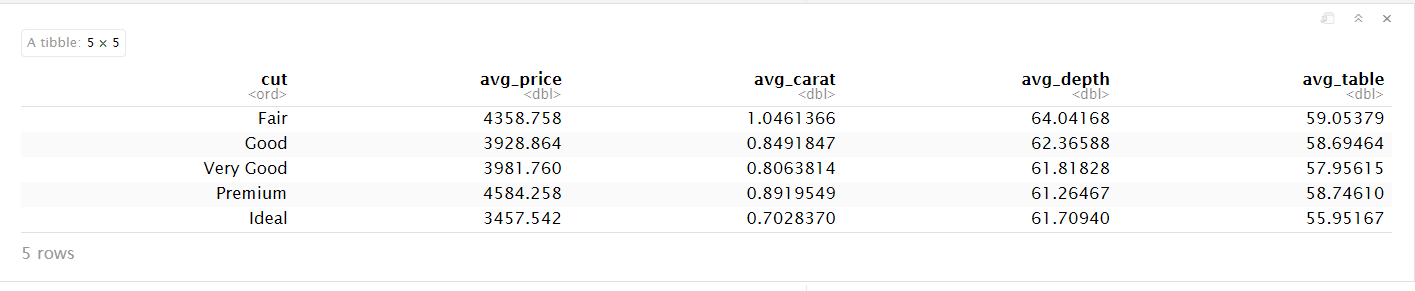 A tibble: 5 × 5
cut avg_price avg_carat avg_depth avg_table
<ord> <dbl> <dbl> <dbl> <dbl>
Fair 4358.758 1.0461366 64.04168 59.05379
Good 3928.864 0.8491847 62.36588 58.69464
Very Good 3981.760 0.8063814 61.81828 57.95615
Premium 4584.258 0.8919549 61.26467 58.74610
Ideal 3457.542 0.7028370 61.70940 55.95167
5 rows